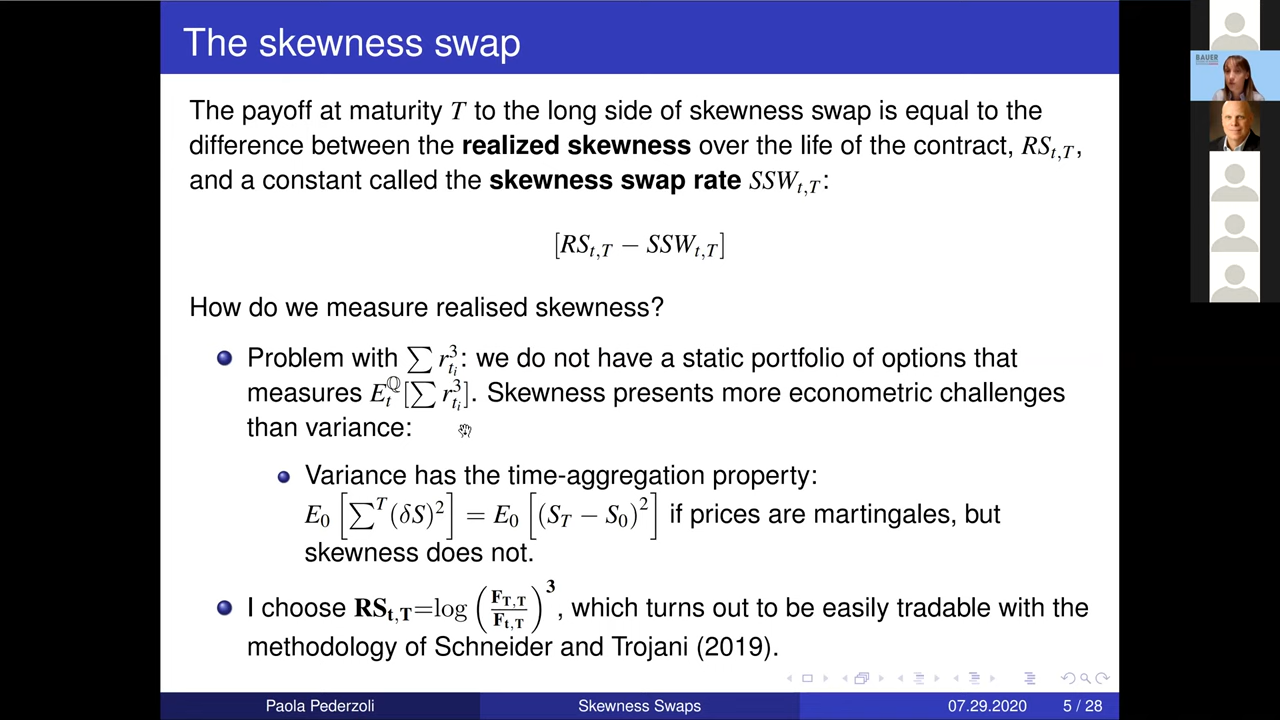 The skewness swap
The payoff at maturity T to the long side of skewness swap is equal to the
difference between the realized skewness over the life of the contract, RS_{t,T},
and a constant called the skewness swap rate SSW_{t,T}:
[RS_{t,T} − SSW_{t,T}]
How do we measure realised skewness?
Problem with ∑ r^3_{t_i}: we do not have a static portfolio of options that
measures E^ℚ_t[∑ r^3_{t_i}]. Skewness presents more econometric challenges
than variance:
Variance has the time-aggregation property:
E_0 [∑^T(δS)^2] = E_0 [(S_T − S_0)^2] if prices are martingales, but
skewness does not.
I choose RS_{t,T}=log (F_{T,T}/F_{t,T})^3, which turns out to be easily tradable with the
methodology of Schneider and Trojani (2019).
Paola Pederzoli
Skewness Swaps
07.29.2020
5 / 28
BAUER